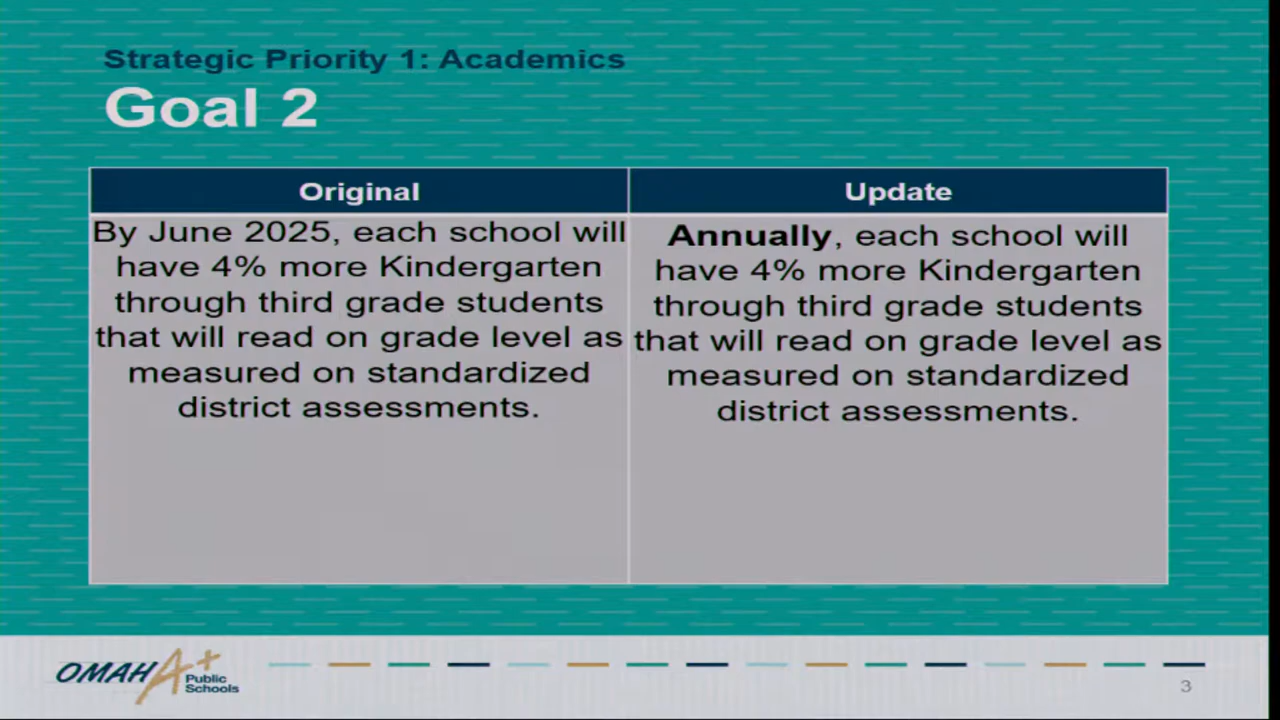 Strategic Priority 1: Academics
Goal 2
Original
By June 2025, each school will
have 4% more Kindergarten
through third grade students
that will read on grade level as
measured on standardized
district assessments.
Update
Annually, each school will
have 4% more Kindergarten
through third grade students
that will read on grade level as
measured on standardized
district assessments.
OMAHA+
Public
Schools
3